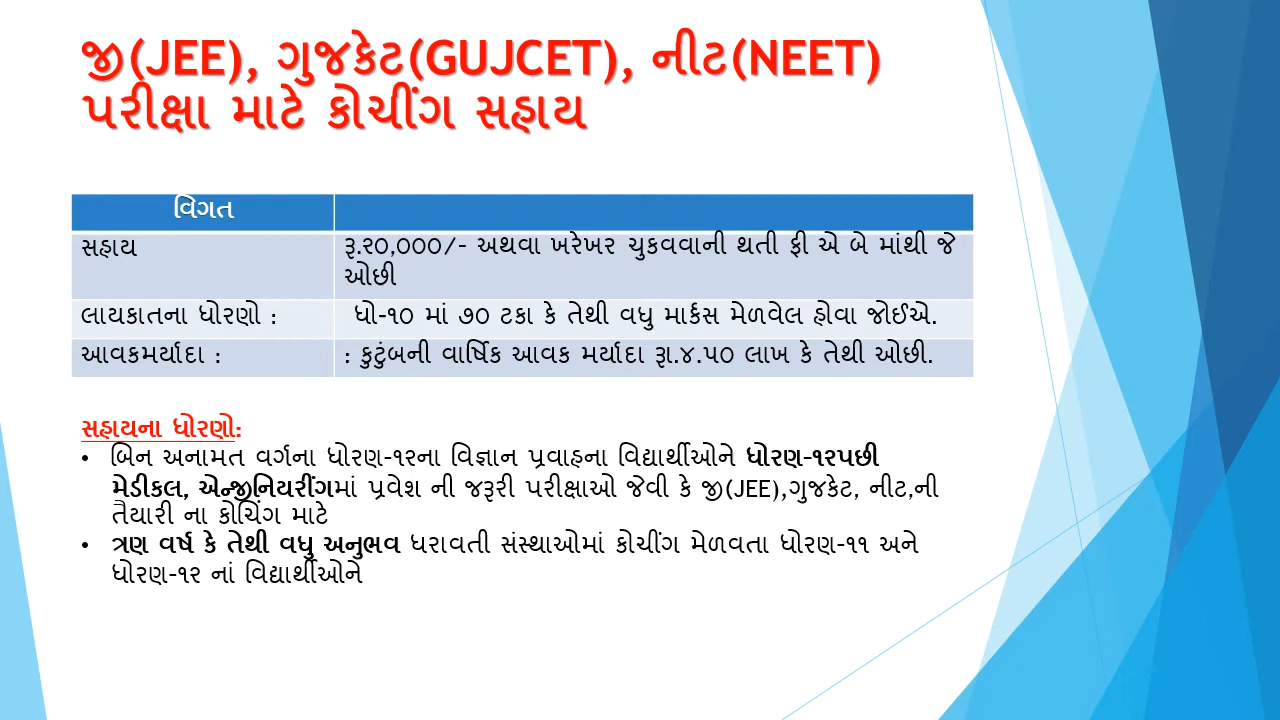 જી(JEE), ગુજકેટ(GUJCET), નીટ(NEET)
પરીક્ષા માટે કોચીંગ સહાય
વિગત
સહાય
રૂ.૨૦,૦૦૦/- અથવા ખરેખર ચુકવવાની થતી ફી એ બે માંથી જે
ઓછી
લાયકાતના ધોરણો :
ધો-૧૦ માં ૭૦ ટકા કે તેથી વધુ માર્કસ મેળવેલ હોવા જોઈએ.
આવકમર્યાદા :
: કુટુંબની વાર્ષિક આવક મર્યાદા રૂા.૪.૫૦ લાખ કે તેથી ઓછી.
સહાયના ધોરણો:
• બિન અનામત વર્ગના ધોરણ-૧૨ના વિજ્ઞાન પ્રવાહના વિદ્યાર્થીઓને ધોરણ-૧૨પછી
મેડીકલ, એન્જીનિયરીંગમાં પ્રવેશ ની જરૂરી પરીક્ષાઓ જેવી કે જી(JEE),ગુજકેટ, નીટ,ની
તૈયારી ના કોચિંગ માટે
• ત્રણ વર્ષ કે તેથી વધુ અનુભવ ધરાવતી સંસ્થાઓમાં કોચીંગ મેળવતા ધોરણ-૧૧ અને
ધોરણ-૧૨ નાં વિદ્યાર્થીઓને